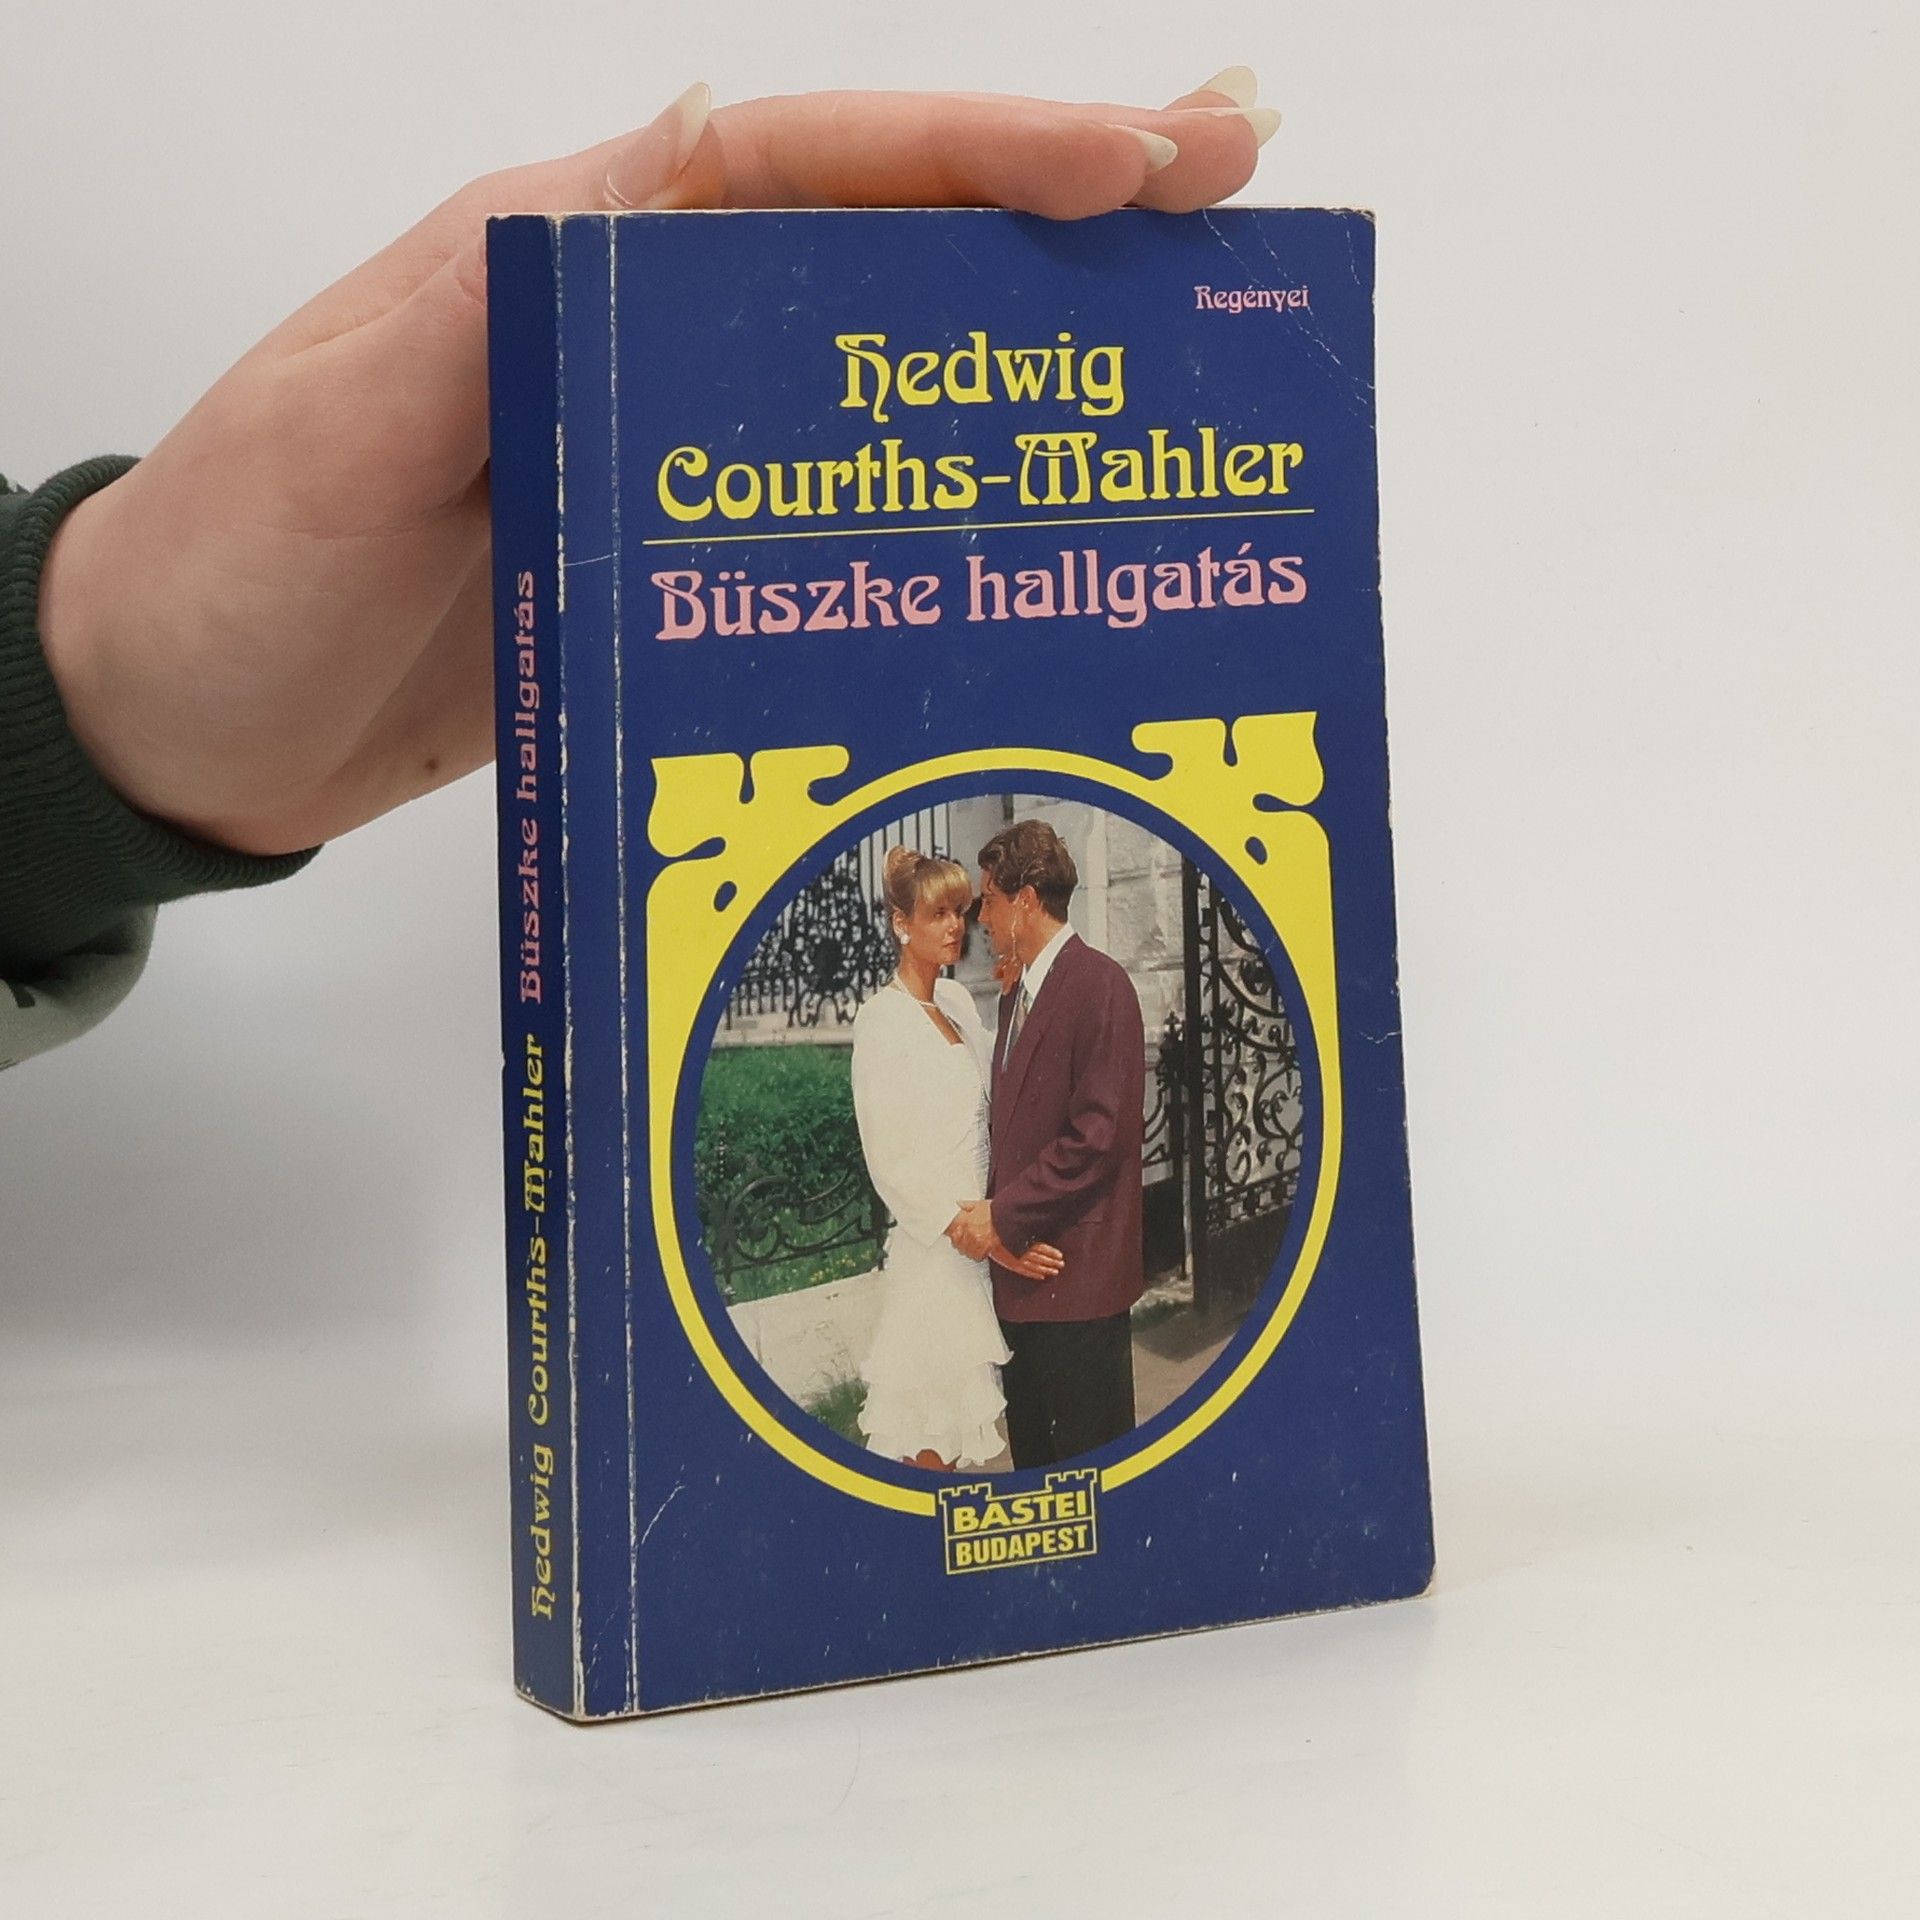 Regényei
Hedwig
Courths-Mahler
Büszke hallgatás
BASTEI
BUDAPEST
Hedwig Courths-Mahler Büszke hallgatás